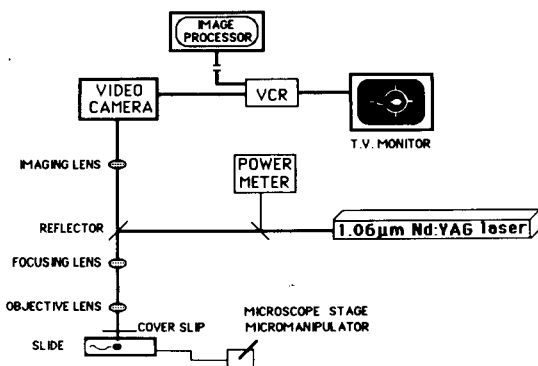 IMAGE
PROCESSOR
VIDEO
CAMERA
VCR
T.V. MONITOR
IMAGING LENS
POWER
METER
REFLECTOR
1.06µm Nd:YAG laser
FOCUSING LENS
OBJECTIVE LENS
MICROSCOPE STAGE
MICROMANIPULATOR
COVER SLIP
SLIDE